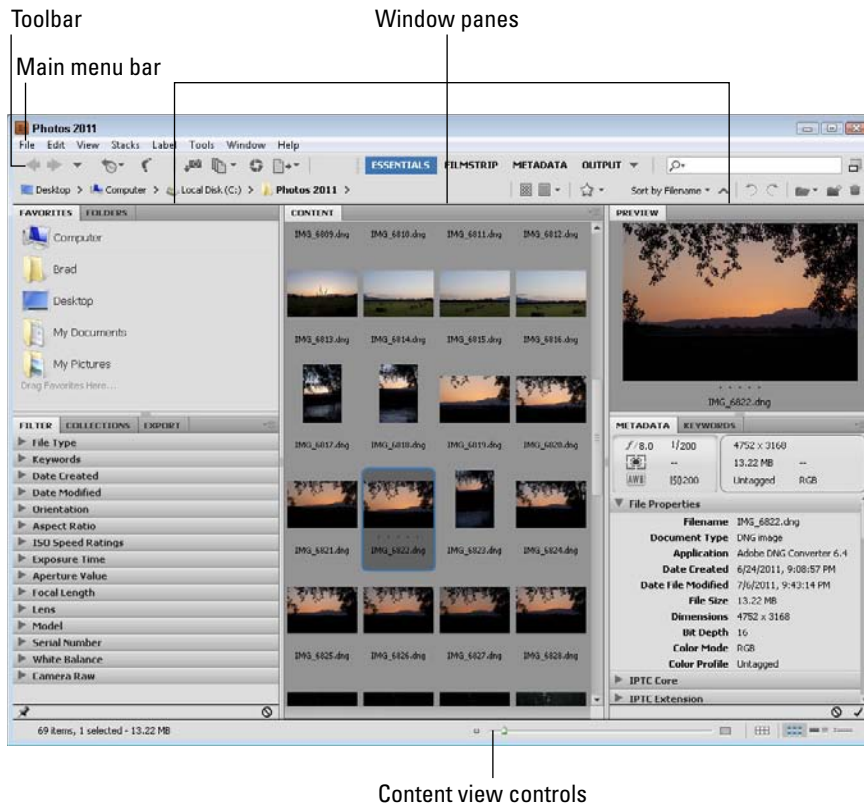 Toolbar
Window panes
Main menu bar
Photos 2011
File Edit View Stacks Label Tools Window Help
ESSENTIALS FILMSTRIP METADATA OUTPUT
Desktop > Computer > Local Disk (C:) > Photos 2011 >
Sort by Filename
FAVORITES FOLDERS
Computer
Brad
Desktop
My Documents
My Pictures
Drag Favorites Here...
FILTER COLLECTIONS EXPORT
File Type
Keywords
Date Created
Date Modified
Orientation
Aspect Ratio
ISO Speed Ratings
Exposure Time
Aperture Value
Focal Length
Lens
Model
Serial Number
White Balance
Camera Raw
CONTENT
IMG_6809.dng IMG_6810.dng IMG_6811.dng IMG_6812.dng
IMG_6813.dng IMG_6814.dng IMG_6815.dng IMG_6816.dng
IMG_6817.dng IMG_6818.dng IMG_6819.dng IMG_6820.dng
IMG_6821.dng IMG_6822.dng IMG_6823.dng IMG_6824.dng
IMG_6825.dng IMG_6826.dng IMG_6827.dng IMG_6828.dng
PREVIEW
IMG_6822.dng
METADATA KEYWORDS
f/8.0 1/200 4752 x 3168
-- 13.22 MB --
AWB ISO200 Untagged RGB
File Properties
Filename IMG_6822.dng
Document Type DNG image
Application Adobe DNG Converter 6.4
Date Created 6/24/2011, 9:08:57 PM
Date File Modified 7/6/2011, 9:43:14 PM
File Size 13.22 MB
Dimensions 4752 x 3168
Bit Depth 16
Color Mode RGB
Color Profile Untagged
IPTC Core
IPTC Extension
69 items, 1 selected - 13.22 MB
Content view controls